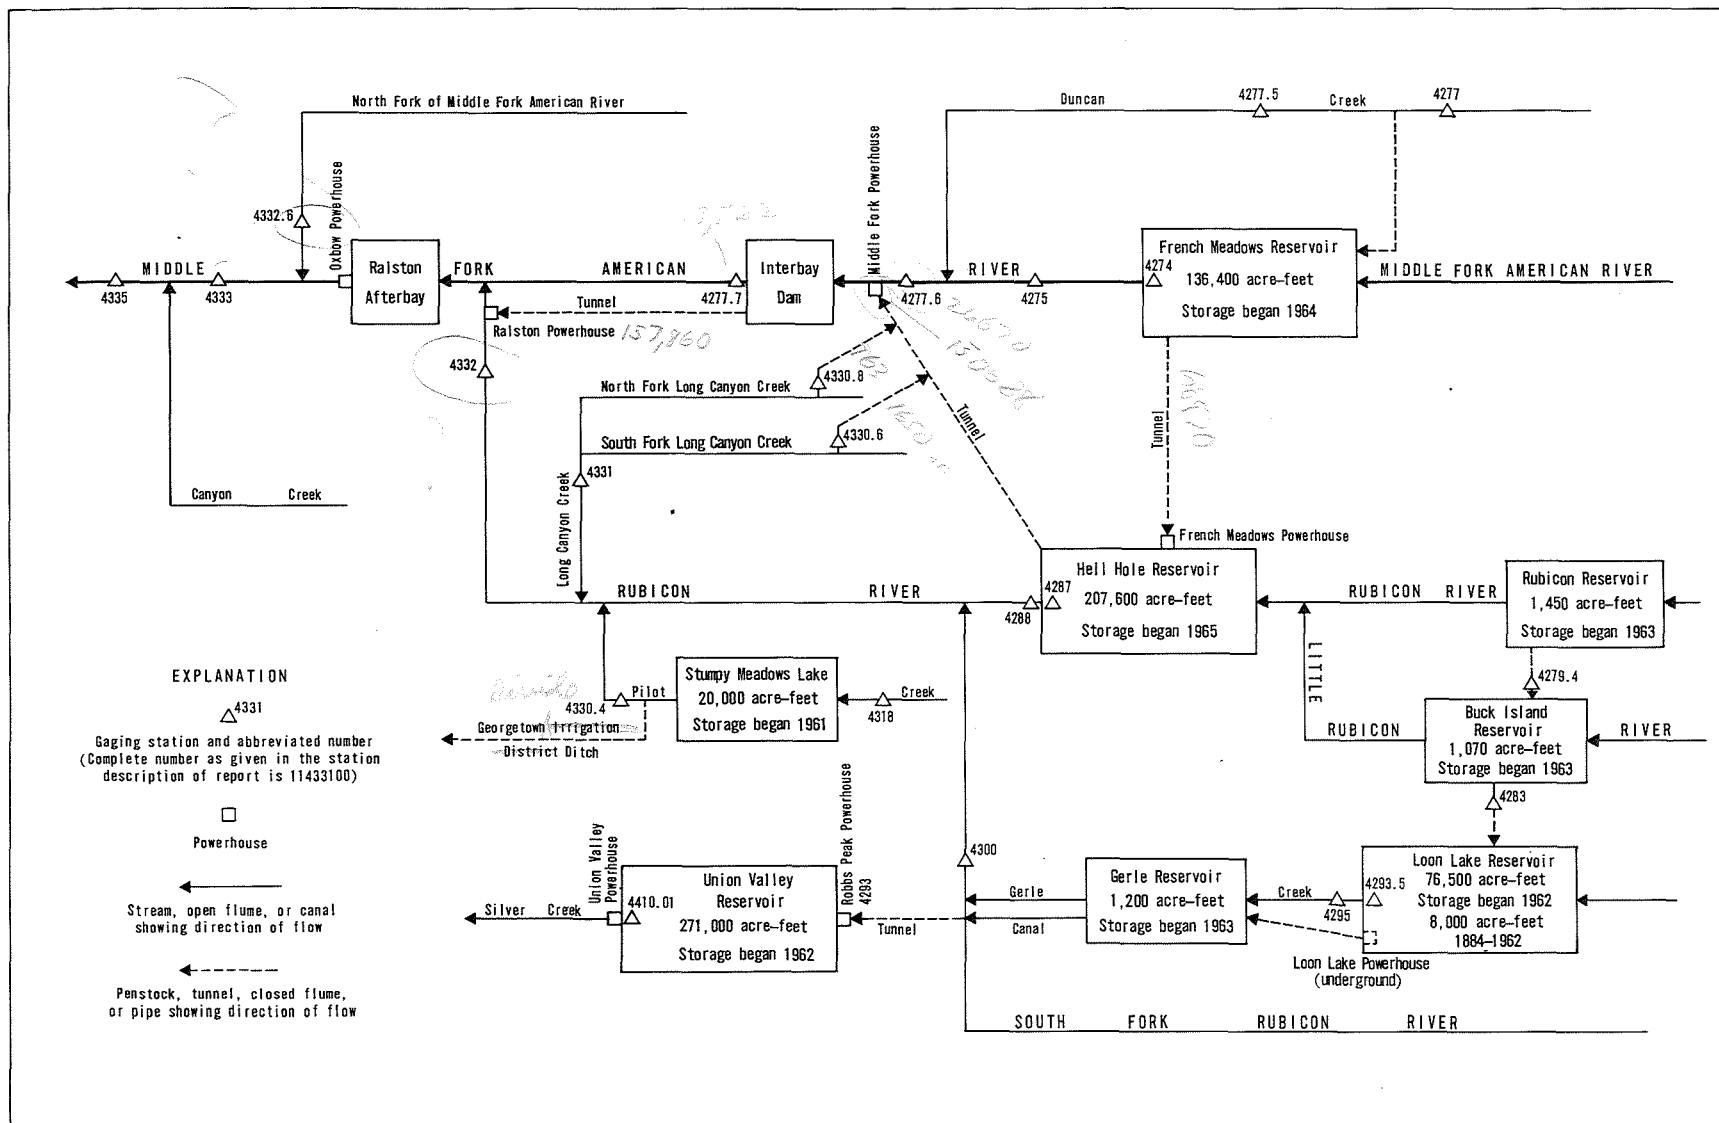 North Fork of Middle Fork American River
Duncan
4277.5
Creek
4277
4332.6
Oxbow Powerhouse
Middle Fork Powerhouse
MIDDLE
4335
4333
Ralston
Afterbay
FORK
AMERICAN
4277.7
Interbay
Dam
4277.6
RIVER
4275
4274
French Meadows Reservoir
136,400 acre-feet
Storage began 1964
MIDDLE FORK AMERICAN RIVER
Tunnel
Ralston Powerhouse
157,860
4332
North Fork Long Canyon Creek
4330.8
762
26670
South Fork Long Canyon Creek
4330.6
1650
Tunnel
Tunnel
4331
Long Canyon Creek
Canyon Creek
French Meadows Powerhouse
Hell Hole Reservoir
4287
207,600 acre-feet
Storage began 1965
4288
RUBICON RIVER
RUBICON RIVER
Rubicon Reservoir
1,450 acre-feet
Storage began 1963
4279.4
LITTLE
RUBICON
Buck Island
Reservoir
1,070 acre-feet
Storage began 1963
RIVER
4283
Stumpy Meadows Lake
20,000 acre-feet
Storage began 1961
Pilot
4330.4
Creek
4318
Georgetown Irrigation
District Ditch
EXPLANATION
4331
Gaging station and abbreviated number
(Complete number as given in the station
description of report is 11433100)
Powerhouse
Stream, open flume, or canal
showing direction of flow
Penstock, tunnel, closed flume,
or pipe showing direction of flow
Union Valley
Powerhouse
Silver Creek
4410.01
Union Valley
Reservoir
271,000 acre-feet
Storage began 1962
Robbs Peak Powerhouse
4293
Tunnel
4300
Gerle
Canal
Gerle Reservoir
1,200 acre-feet
Storage began 1963
Creek
4295
4293.5
Loon Lake Reservoir
76,500 acre-feet
Storage began 1962
8,000 acre-feet
1884-1962
Loon Lake Powerhouse
(underground)
SOUTH FORK RUBICON RIVER